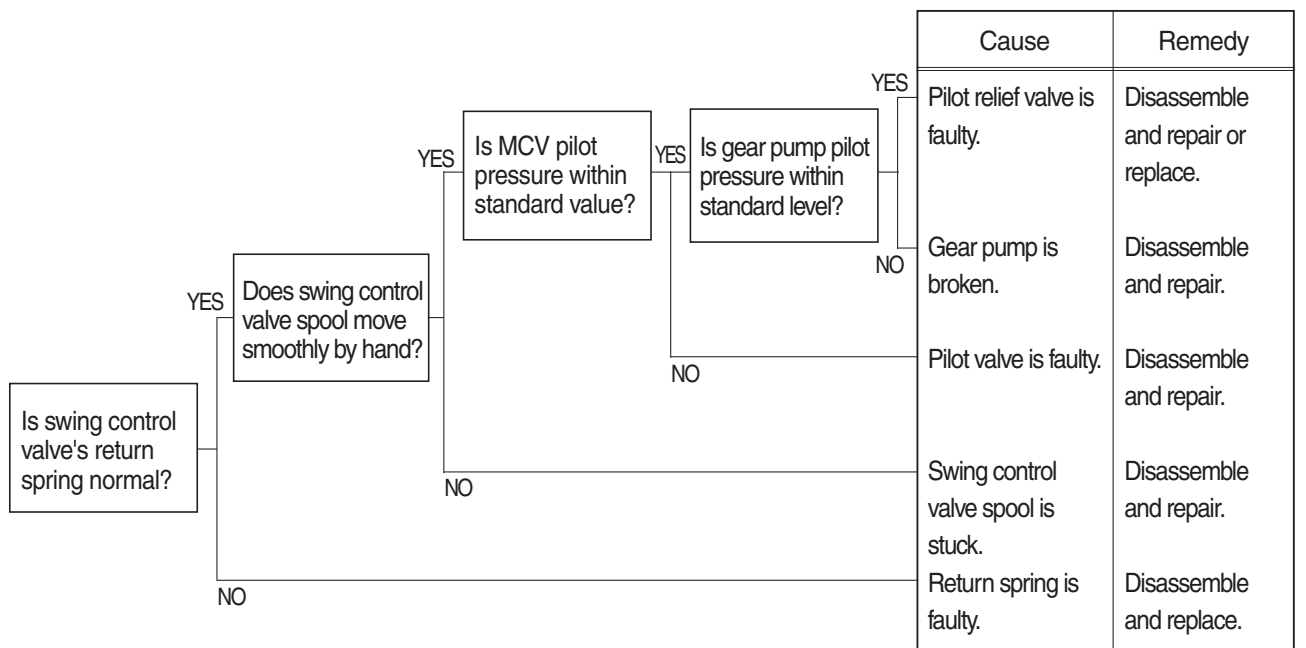 Cause
Remedy
YES
Pilot relief valve is
faulty.
Disassemble
and repair or
replace.
YES
Is MCV pilot
pressure within
standard value?
YES
Is gear pump pilot
pressure within
standard level?
NO
Gear pump is
broken.
Disassemble
and repair.
YES
Does swing control
valve spool move
smoothly by hand?
NO
Pilot valve is faulty.
Disassemble
and repair.
Is swing control
valve's return
spring normal?
NO
Swing control
valve spool is
stuck.
Disassemble
and repair.
NO
Return spring is
faulty.
Disassemble
and replace.